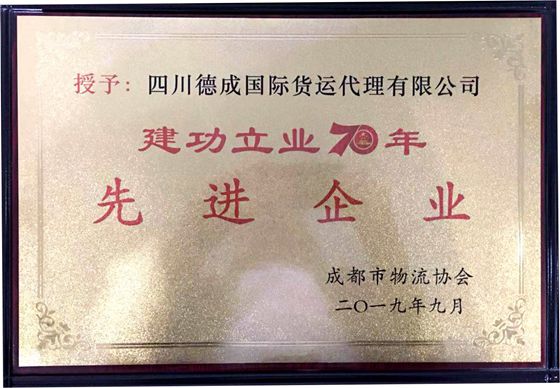 授予：四川德成国际货运代理有限公司
建功立业70年
先进企业
成都市物流协会
二〇一九年九月